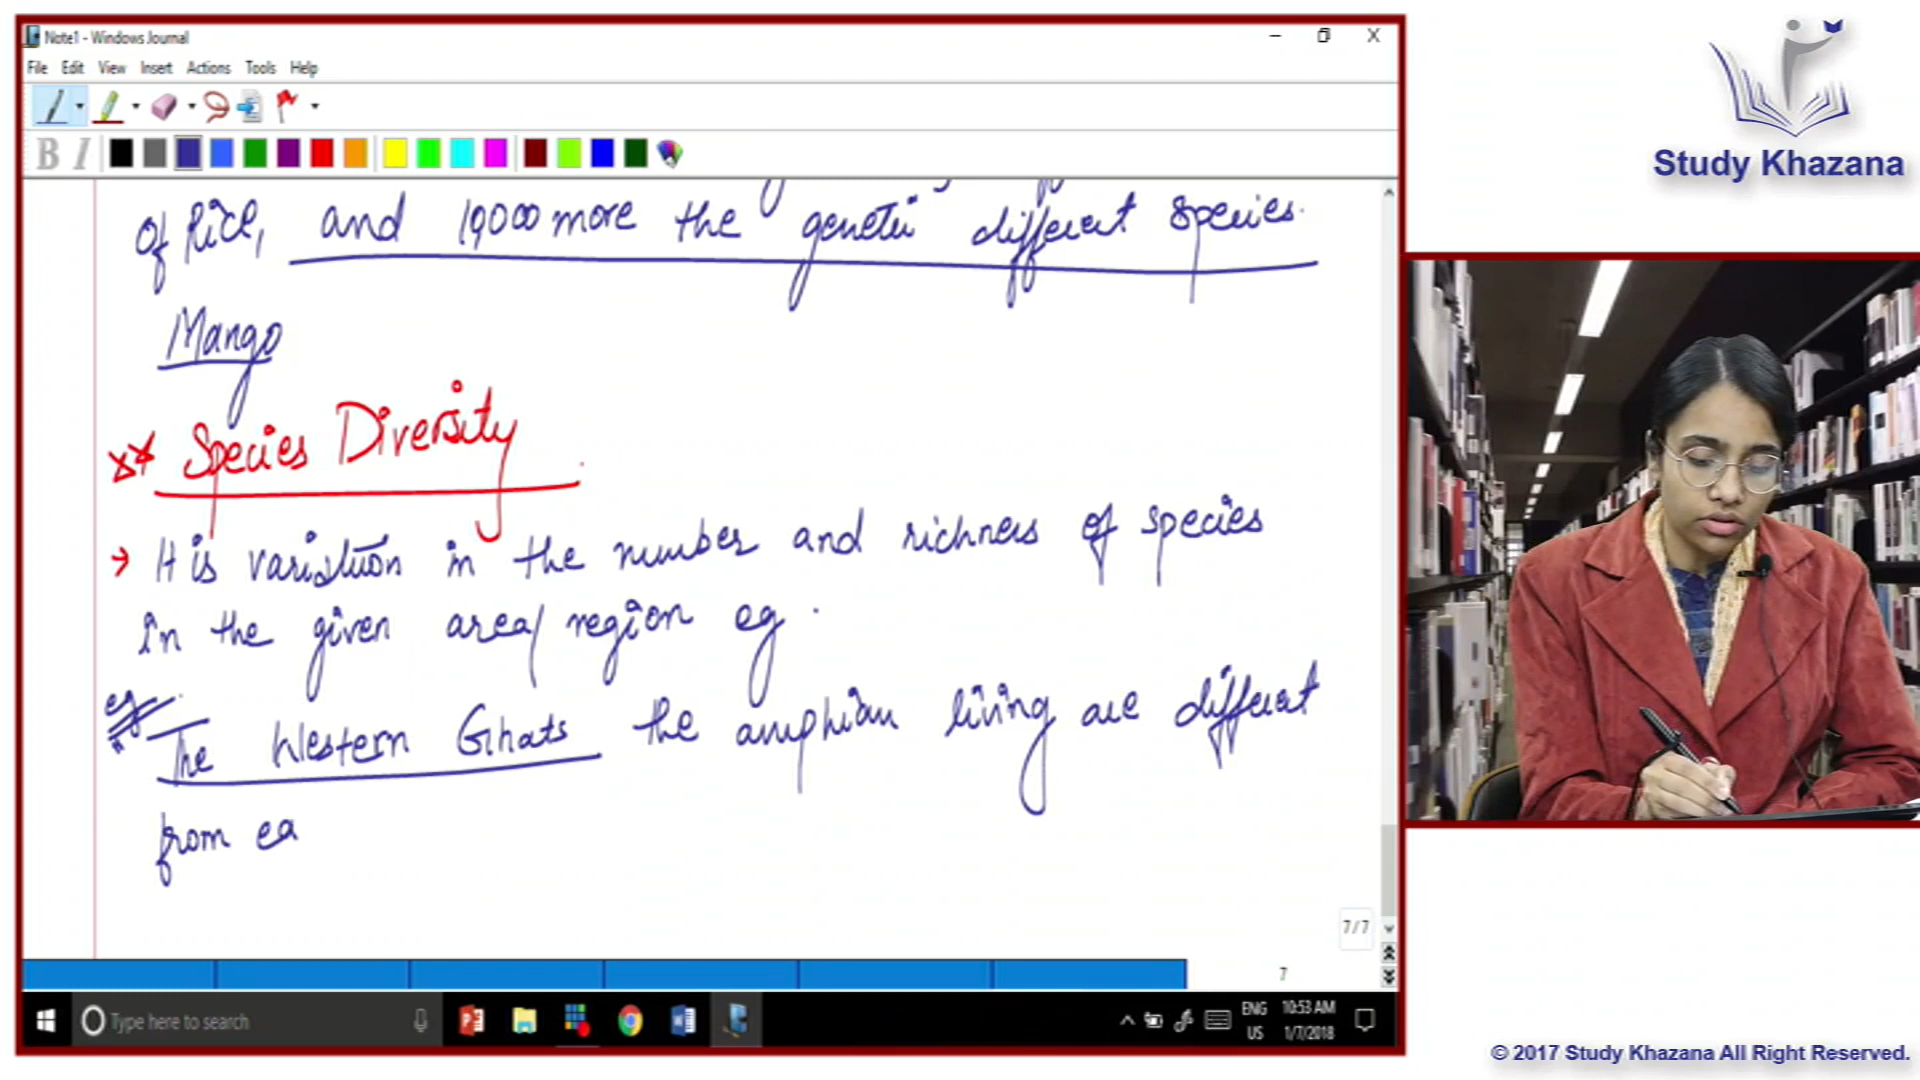 Note1 - Windows Journal
File Edit View Insert Actions Tools Help
B I
of Rice, and 19000 more the genetic different species.
Mango
Species Diversity
→ It is variation in the number and richness of species
in the given area/region eg
eg The Western Ghats the amphian living are different
from ea
7/7
7
Type here to search
ENG
US
10:53 AM
1/7/2018
Study Khazana
© 2017 Study Khazana All Right Reserved.